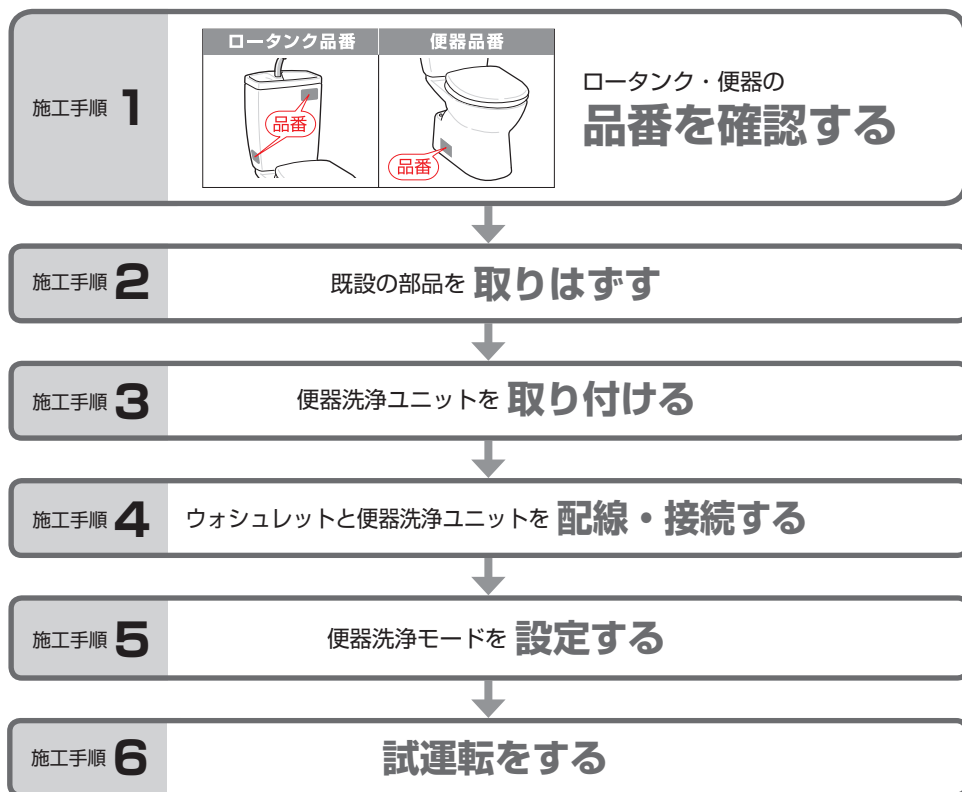 施工手順 1
ロータンク品番 便器品番
品番
品番
ロータンク・便器の
品番を確認する
施工手順 2 既設の部品を 取りはずす
施工手順 3 便器洗浄ユニットを 取り付ける
施工手順 4 ウォシュレットと便器洗浄ユニットを 配線・接続する
施工手順 5 便器洗浄モードを 設定する
施工手順 6 試運転をする